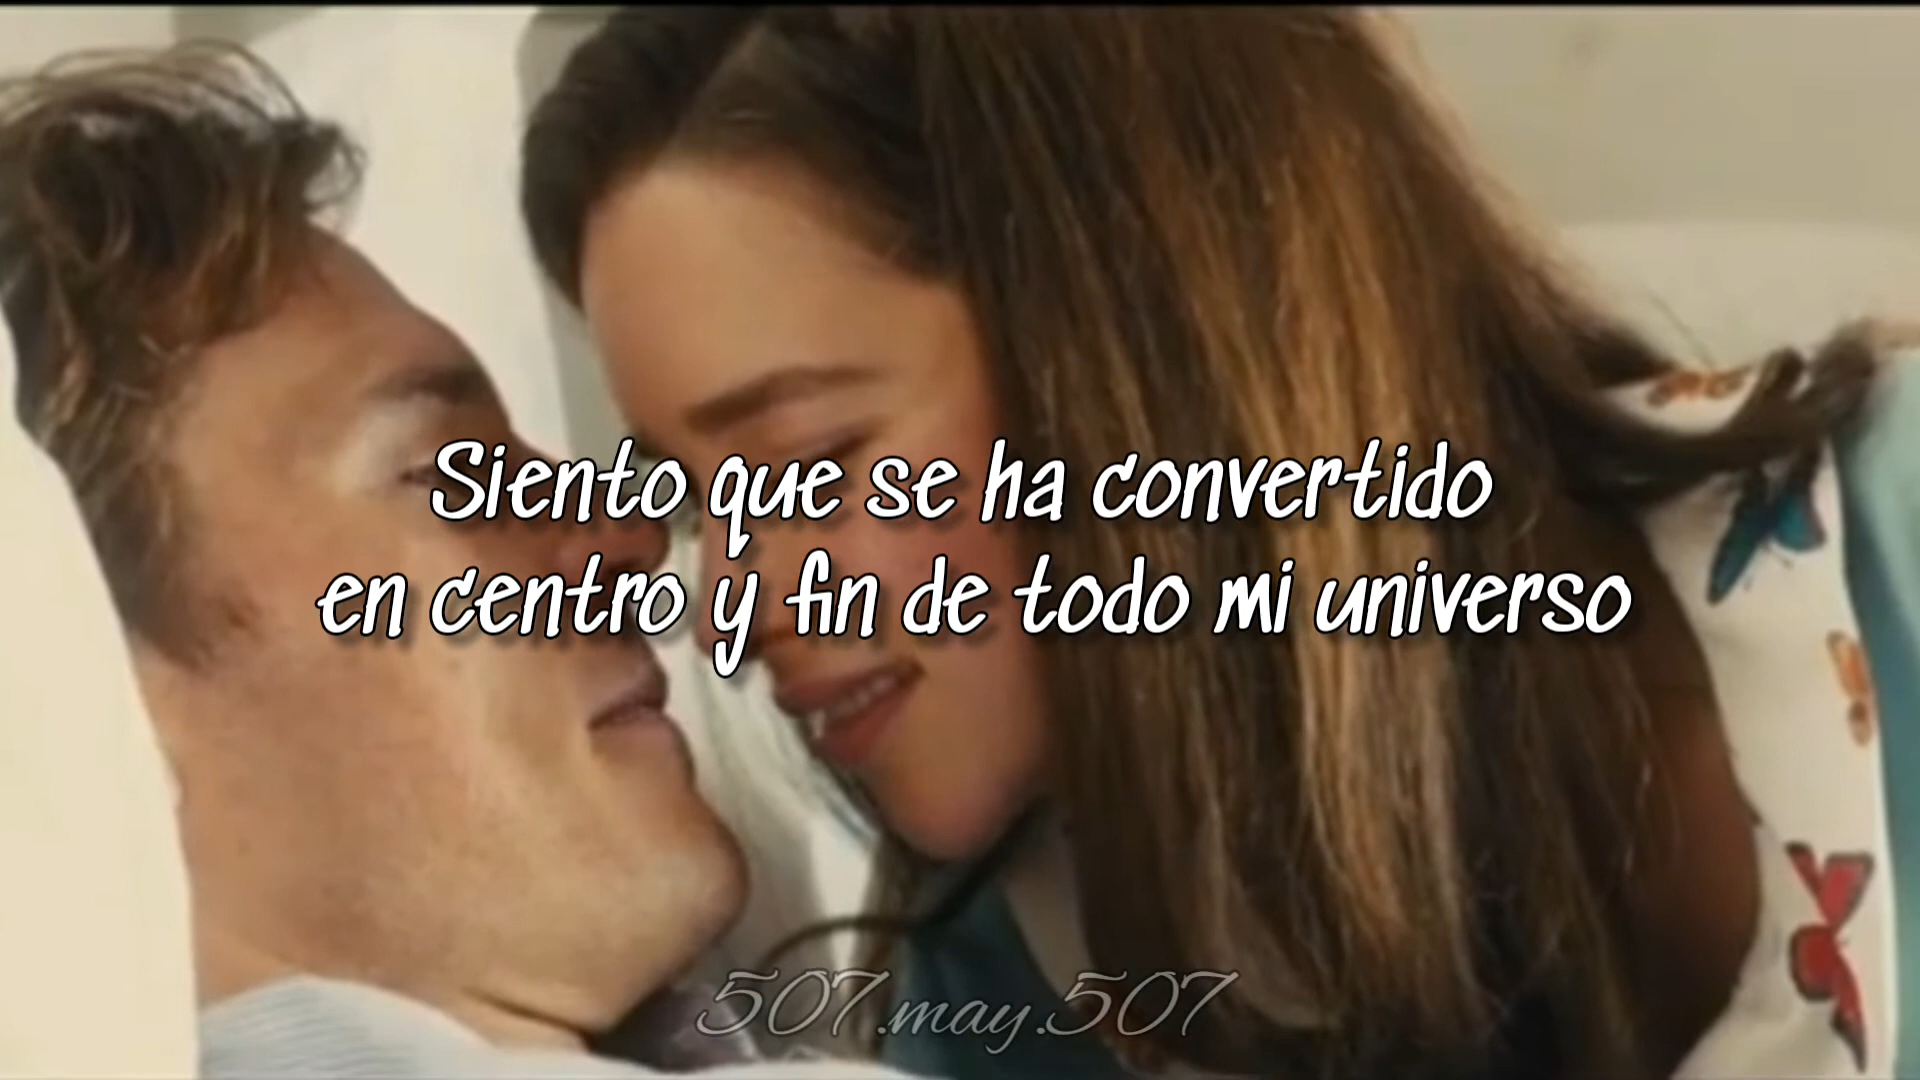 Siento que se ha convertido
en centro y fin de todo mi universo
507.may.507